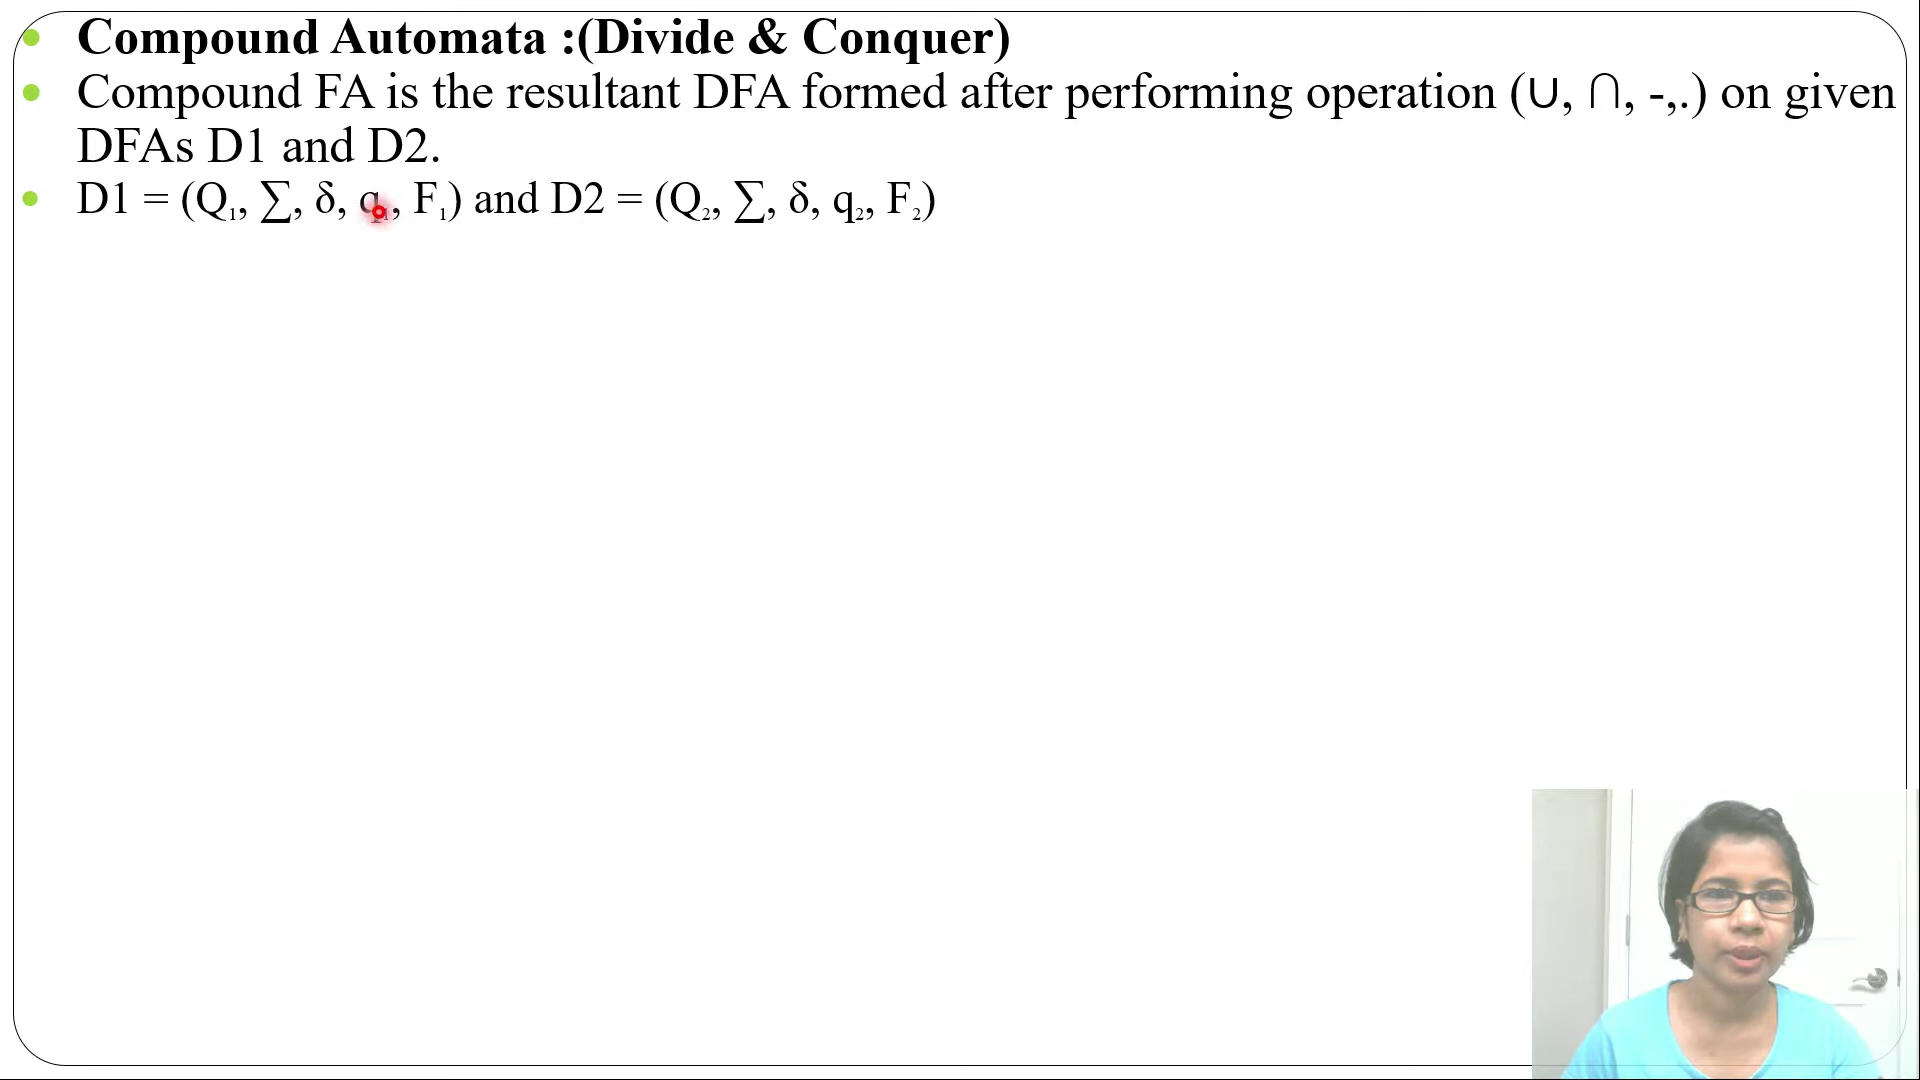 Compound Automata :(Divide & Conquer)
Compound FA is the resultant DFA formed after performing operation (∪, ∩, -,.) on given
DFAs D1 and D2.
D1 = (Q₁, ∑, δ, q₁, F₁) and D2 = (Q₂, ∑, δ, q₂, F₂)